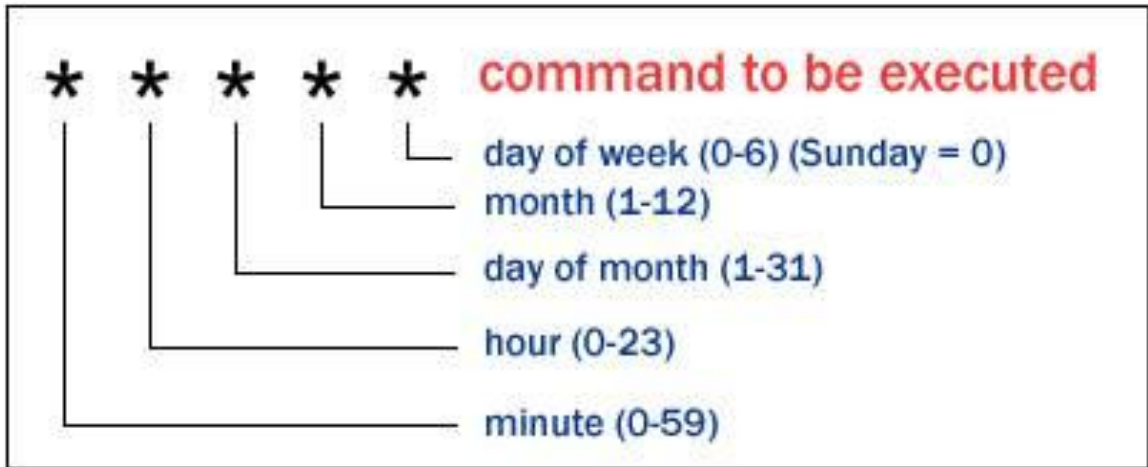 * * * * * command to be executed
day of week (0-6) (Sunday = 0)
month (1-12)
day of month (1-31)
hour (0-23)
minute (0-59)